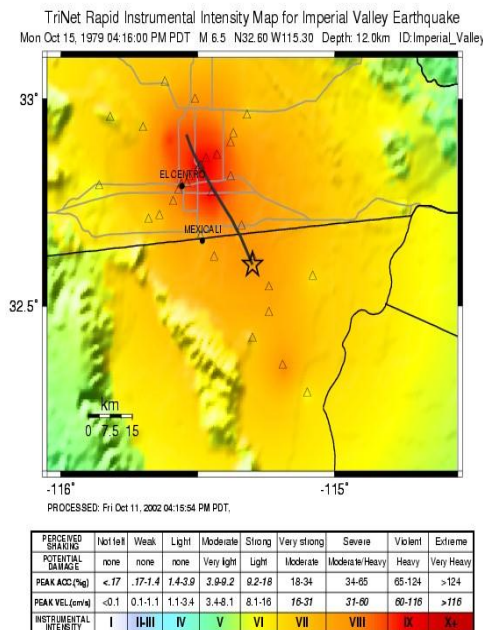 TriNet Rapid Instrumental Intensity Map for Imperial Valley Earthquake
Mon Oct 15, 1979 04:16:00 PM PDT M 6.5 N32.60 W115.30 Depth: 12.0km ID:Imperial_Valley
33°
EL CENTRO
MEXICALI
32.5°
km
0 7.5 15
-116° -115°
PROCESSED: Fri Oct 11, 2002 04:15:54 PM PDT,
PERCEIVED SHAKING Not felt Weak Light Moderate Strong Very strong Severe Violent Extreme
POTENTIAL DAMAGE none none none Very light Light Moderate Moderate/Heavy Heavy Very Heavy
PEAK ACC.(%g) <.17 .17-1.4 1.4-3.9 3.9-9.2 9.2-18 18-34 34-65 65-124 >124
PEAK VEL.(cm/s) <0.1 0.1-1.1 1.1-3.4 3.4-8.1 8.1-16 16-31 31-60 60-116 >116
INSTRUMENTAL INTENSITY I II-III IV V VI VII VIII IX X+